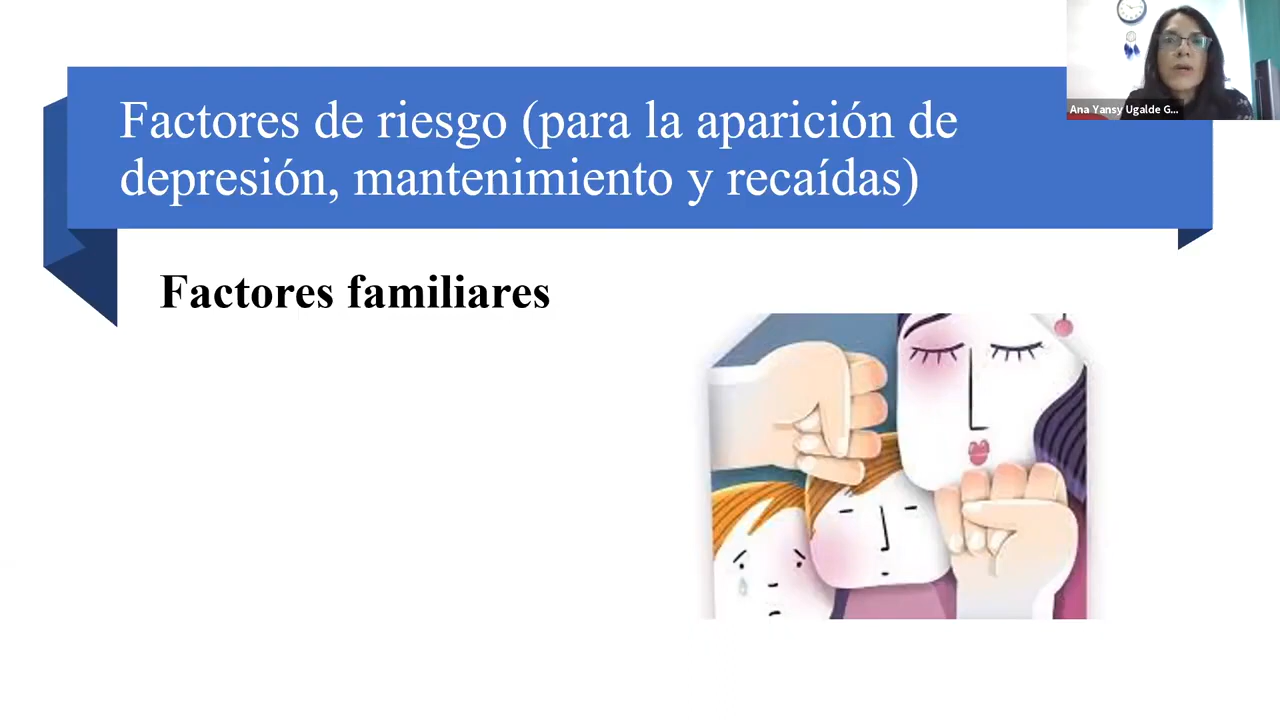 Factores de riesgo (para la aparición de
depresión, mantenimiento y recaídas)
Ana Yansy Ugalde G...
Factores familiares